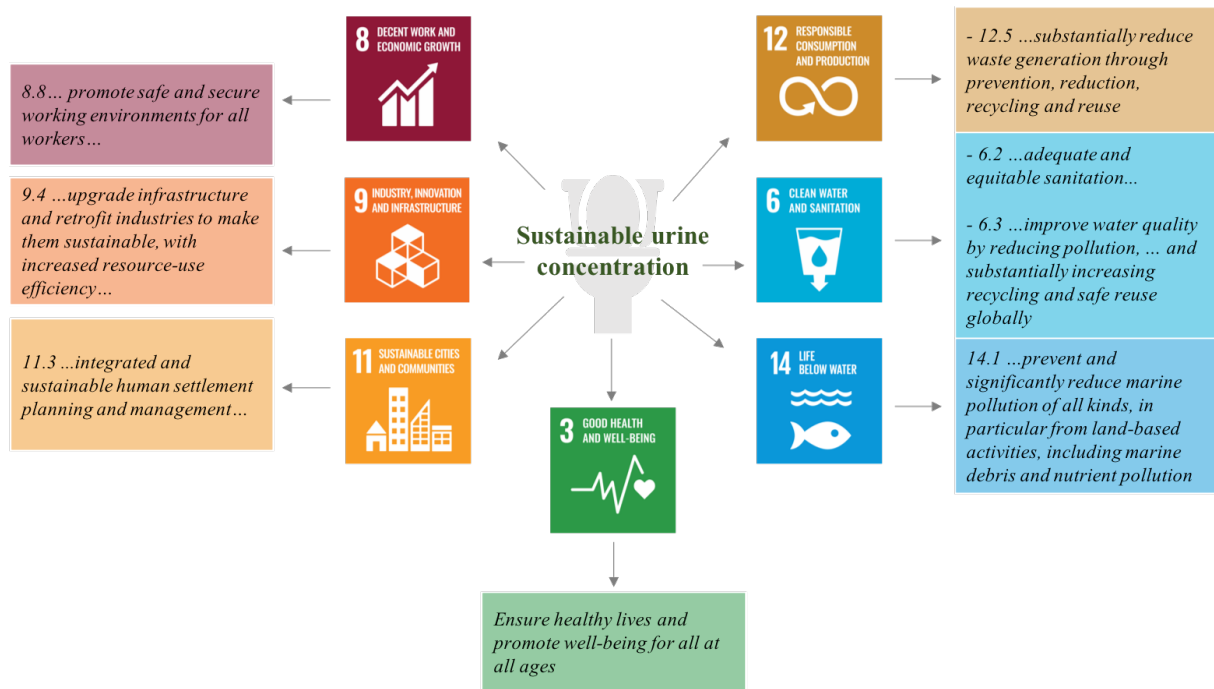 8 DECENT WORK AND
ECONOMIC GROWTH
8.8… promote safe and secure
working environments for all
workers…
9 INDUSTRY, INNOVATION
AND INFRASTRUCTURE
9.4 …upgrade infrastructure
and retrofit industries to make
them sustainable, with
increased resource-use
efficiency…
11 SUSTAINABLE CITIES
AND COMMUNITIES
11.3 …integrated and
sustainable human settlement
planning and management…
Sustainable urine
concentration
3 GOOD HEALTH
AND WELL-BEING
Ensure healthy lives and
promote well-being for all at
all ages
12 RESPONSIBLE
CONSUMPTION
AND PRODUCTION
- 12.5 …substantially reduce
waste generation through
prevention, reduction,
recycling and reuse
6 CLEAN WATER
AND SANITATION
- 6.2 …adequate and
equitable sanitation…
- 6.3 …improve water quality
by reducing pollution, … and
substantially increasing
recycling and safe reuse
globally
14 LIFE
BELOW WATER
14.1 …prevent and
significantly reduce marine
pollution of all kinds, in
particular from land-based
activities, including marine
debris and nutrient pollution